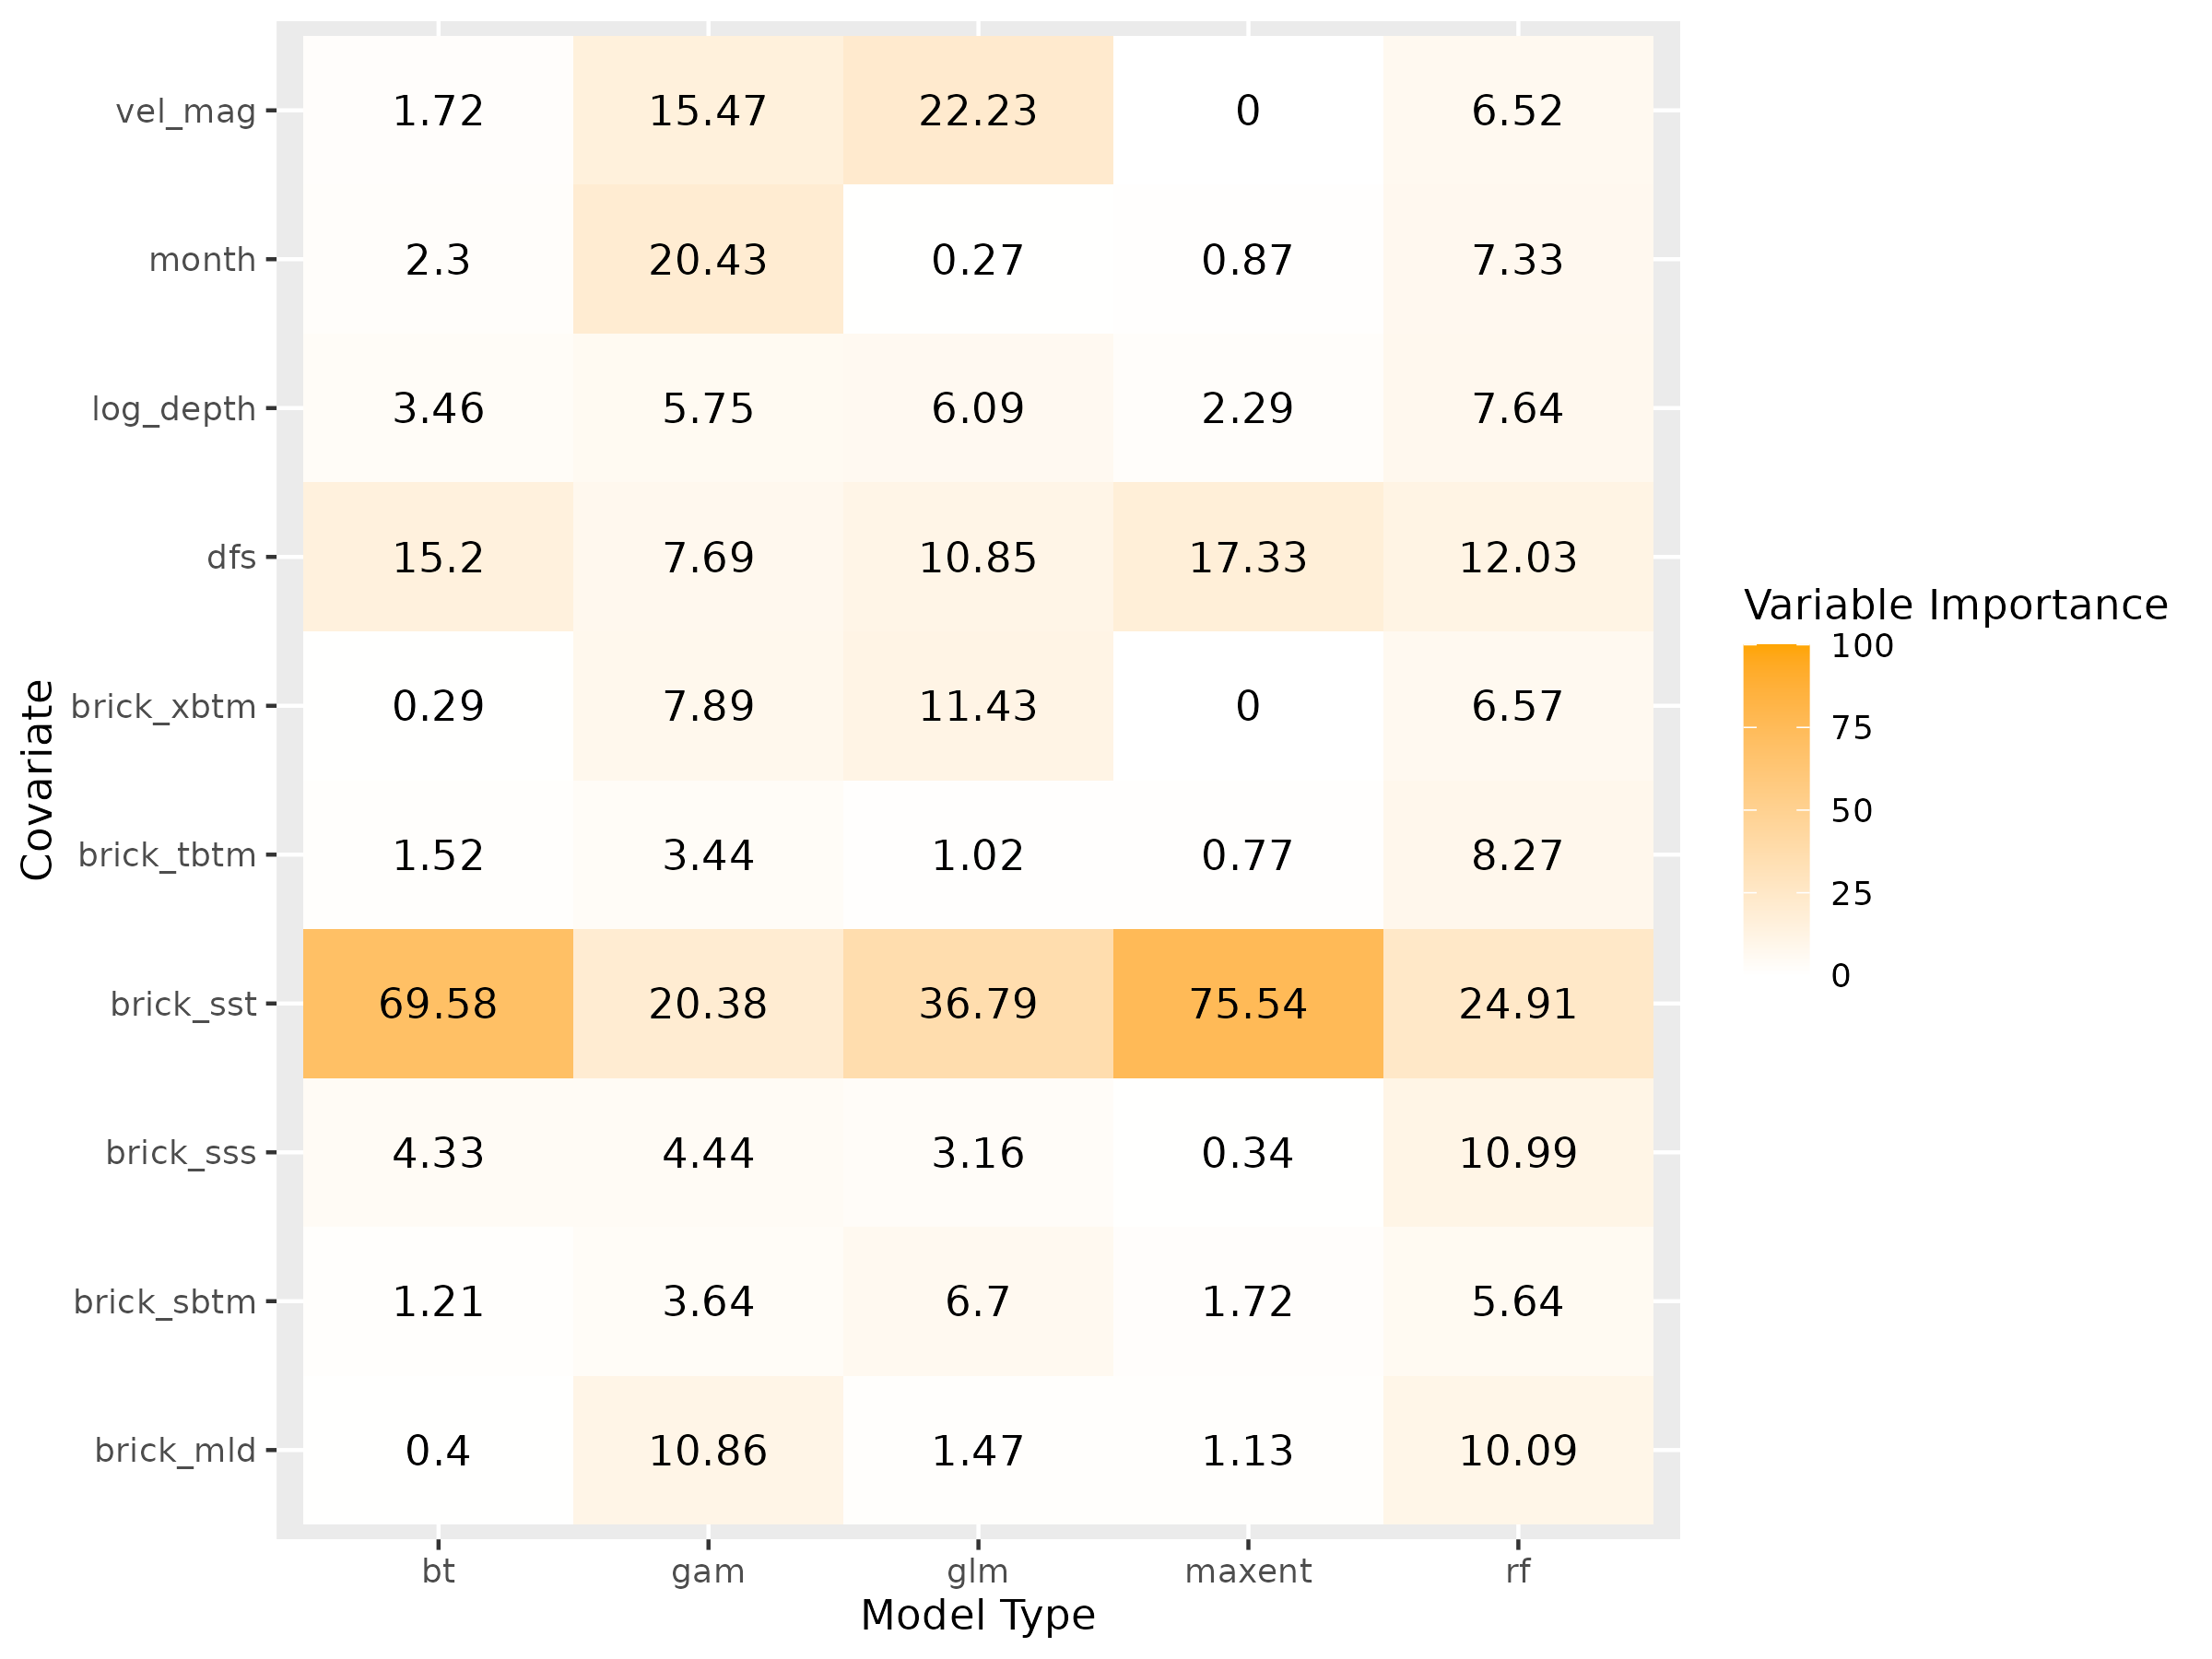 vel_mag 1.72 15.47 22.23 0 6.52
month 2.3 20.43 0.27 0.87 7.33
log_depth 3.46 5.75 6.09 2.29 7.64
dfs 15.2 7.69 10.85 17.33 12.03
brick_xbtm 0.29 7.89 11.43 0 6.57
brick_tbtm 1.52 3.44 1.02 0.77 8.27
brick_sst 69.58 20.38 36.79 75.54 24.91
brick_sss 4.33 4.44 3.16 0.34 10.99
brick_sbtm 1.21 3.64 6.7 1.72 5.64
brick_mld 0.4 10.86 1.47 1.13 10.09
bt gam glm maxent rf
Model Type
Covariate
Variable Importance
100
75
50
25
0